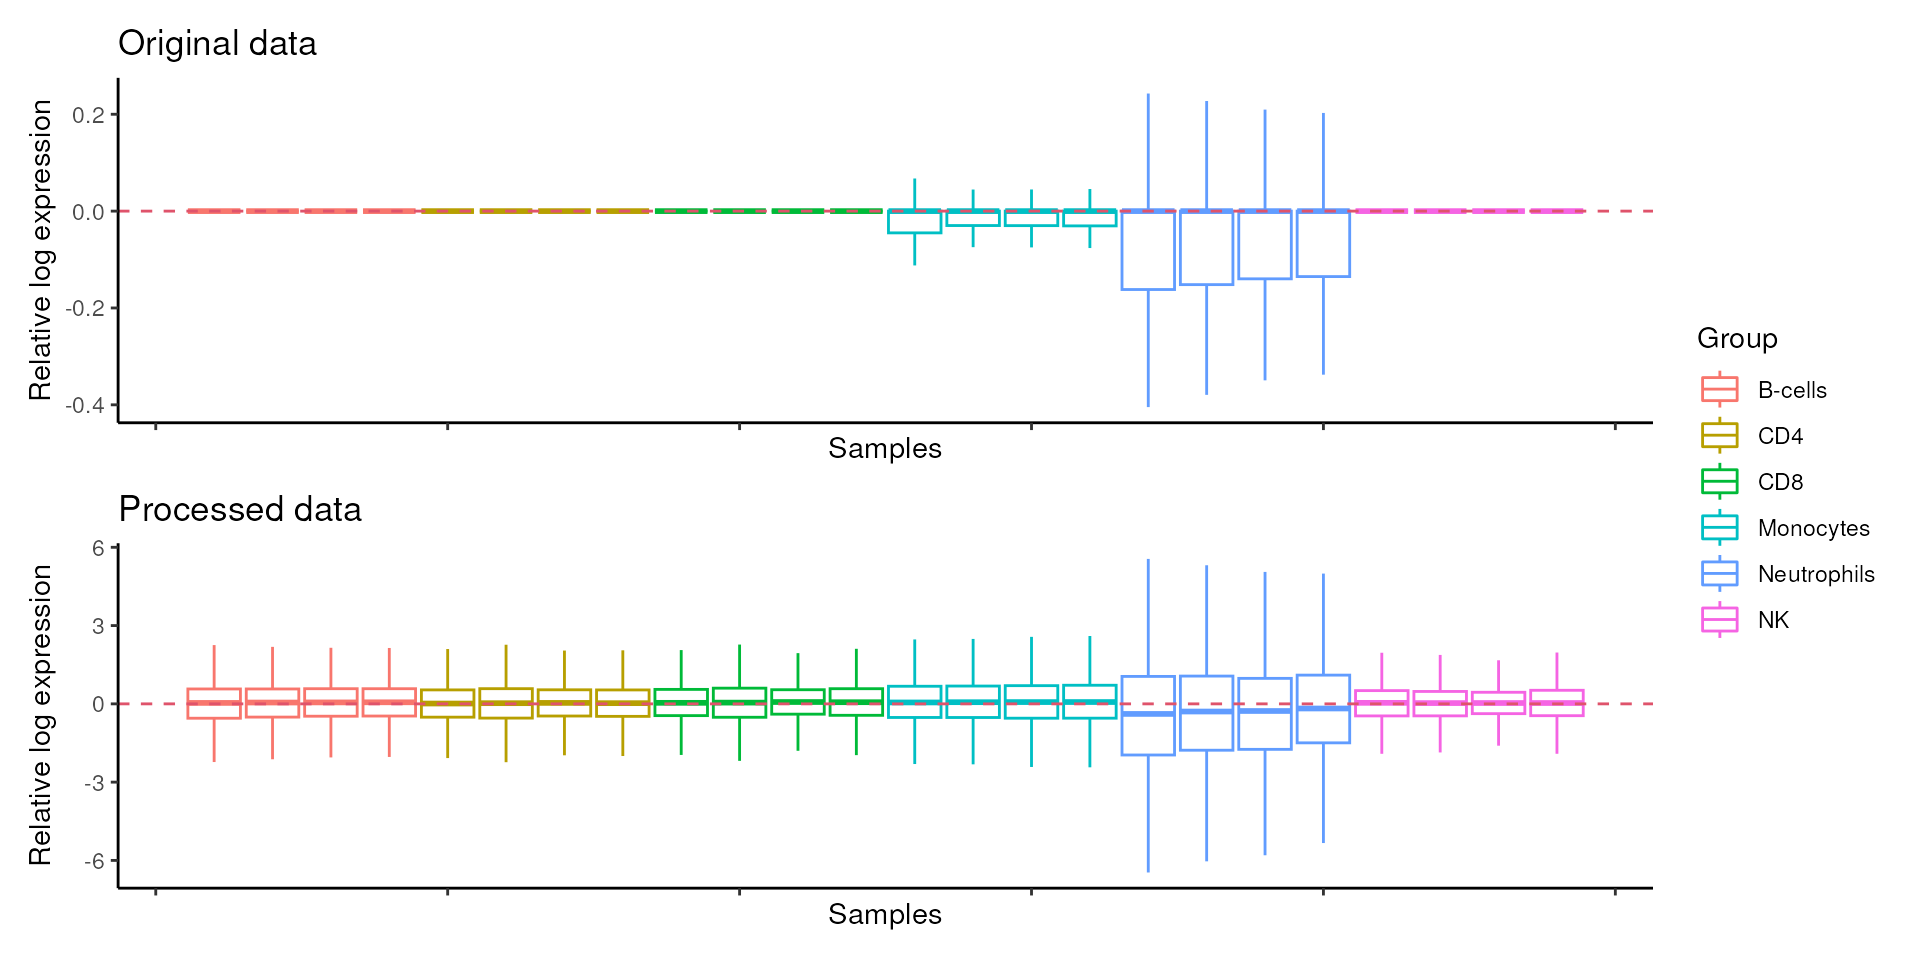 Original data
Relative log expression
0.2
0.0
-0.2
-0.4
Samples
Processed data
Relative log expression
6
3
0
-3
-6
Samples
Group
B-cells
CD4
CD8
Monocytes
Neutrophils
NK